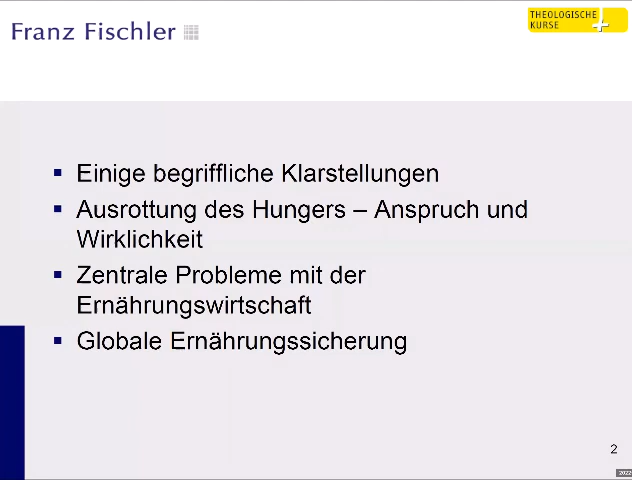 Franz Fischler
THEOLOGISCHE
KURSE
Einige begriffliche Klarstellungen
Ausrottung des Hungers – Anspruch und
Wirklichkeit
Zentrale Probleme mit der
Ernährungswirtschaft
Globale Ernährungssicherung
2
2022